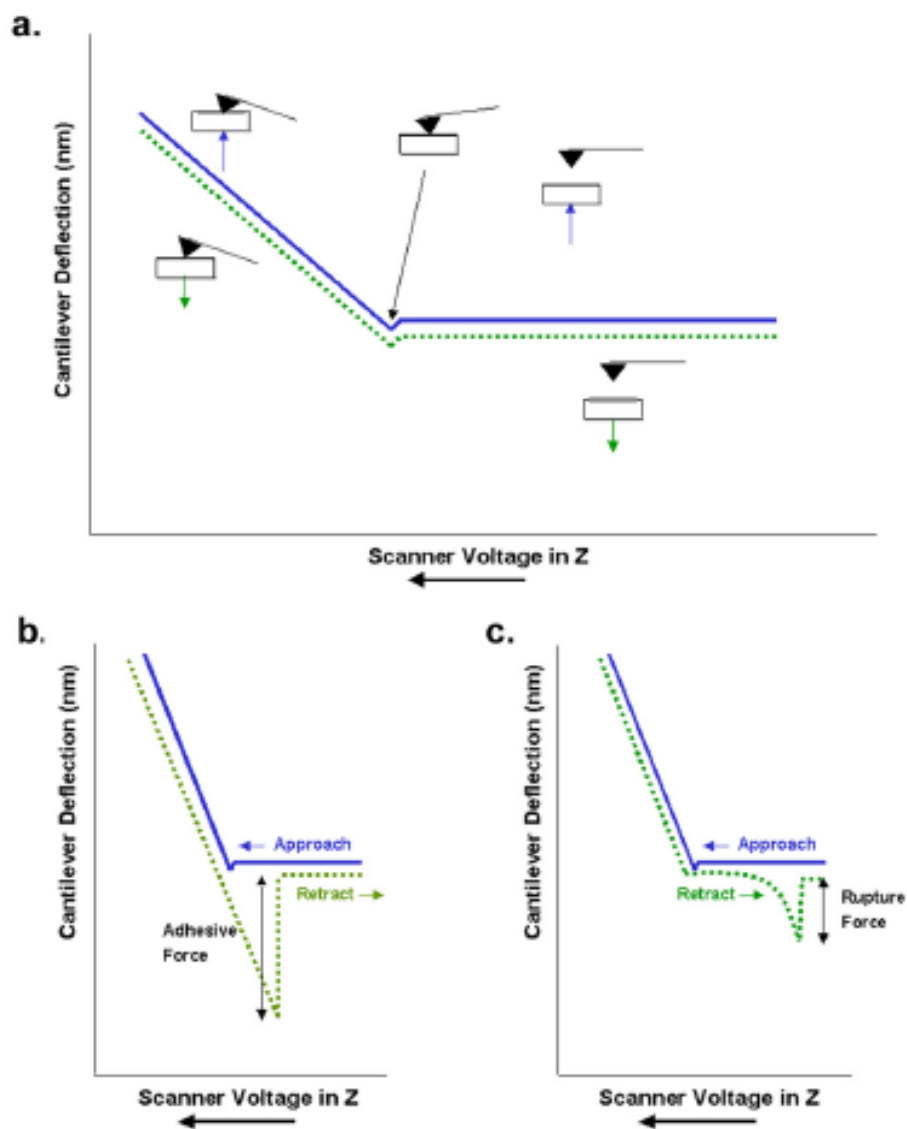 a.
Cantilever Deflection (nm)
Scanner Voltage in Z
b.
Cantilever Deflection (nm)
Approach
Retract
Adhesive
Force
Scanner Voltage in Z
c.
Cantilever Deflection (nm)
Approach
Retract
Rupture
Force
Scanner Voltage in Z